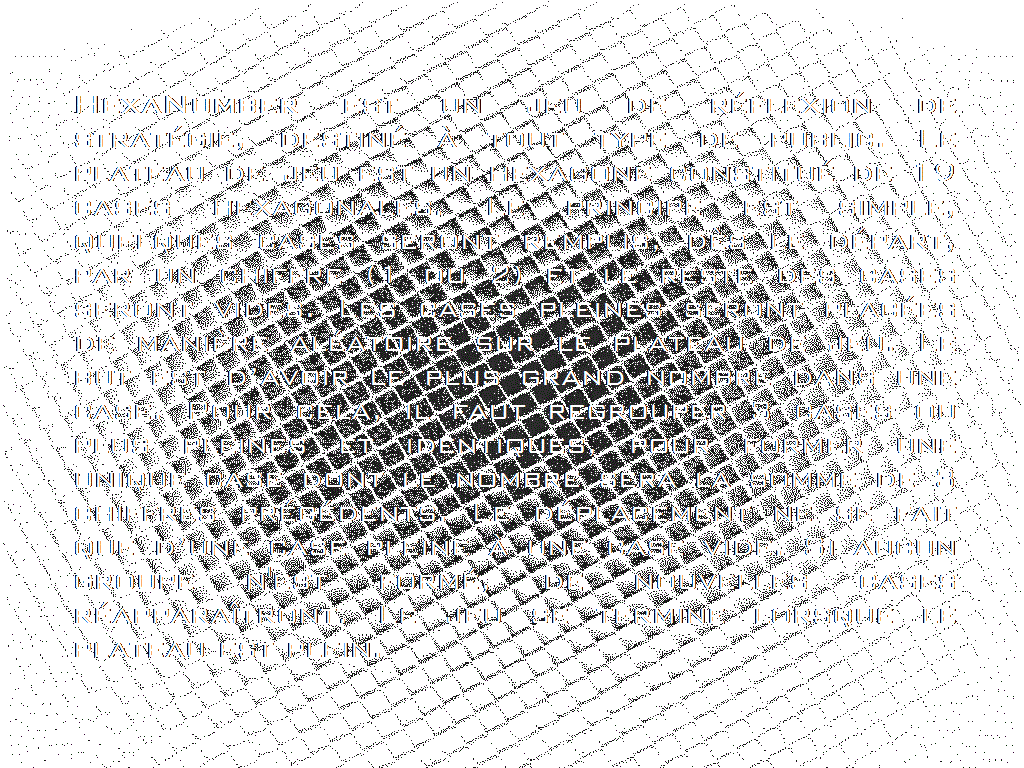 HexaNumber est un jeu de réflexion, de
stratégie, destiné à tout type de public. Le
plateau de jeu est un hexagone constitué de 19
cases hexagonales. Le principe est simple,
quelques cases seront remplies dès le départ,
par un chiffre (1 ou 2) et le reste des cases
seront vides. Les cases pleines seront placées
de manière aléatoire sur le plateau de jeu. Le
but est d'avoir le plus grand nombre dans une
case. Pour cela, il faut regrouper 3 cases ou
plus, pleines et identiques, pour former une
unique case dont le nombre sera la somme des 3
chiffres précédents. Le déplacement ne se fait
que d'une case pleine à une case vide. Si aucun
groupe n'est formé, de nouvelles cases
réapparaitront. Le jeu se termine lorsque le
plateau est plein.